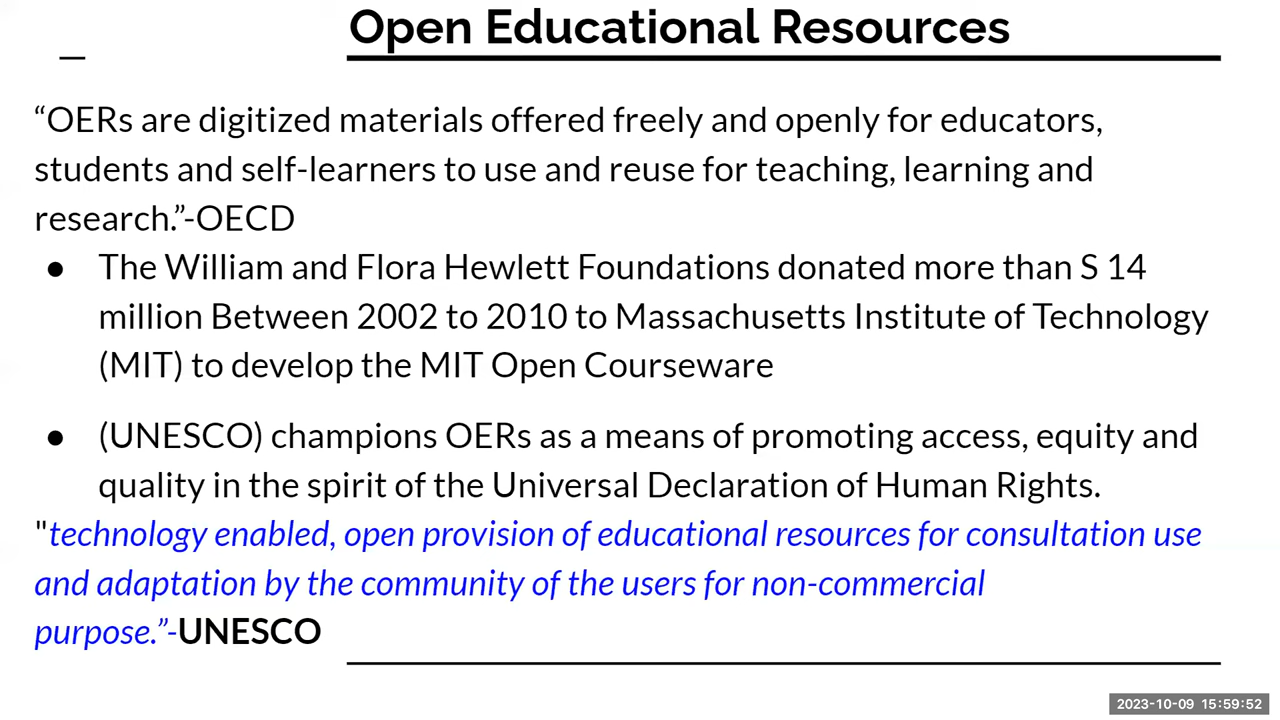 Open Educational Resources
“OERs are digitized materials offered freely and openly for educators,
students and self-learners to use and reuse for teaching, learning and
research.”-OECD
● The William and Flora Hewlett Foundations donated more than S 14
million Between 2002 to 2010 to Massachusetts Institute of Technology
(MIT) to develop the MIT Open Courseware
● (UNESCO) champions OERs as a means of promoting access, equity and
quality in the spirit of the Universal Declaration of Human Rights.
"technology enabled, open provision of educational resources for consultation use
and adaptation by the community of the users for non-commercial
purpose.”-UNESCO
2023-10-09 15:59:52